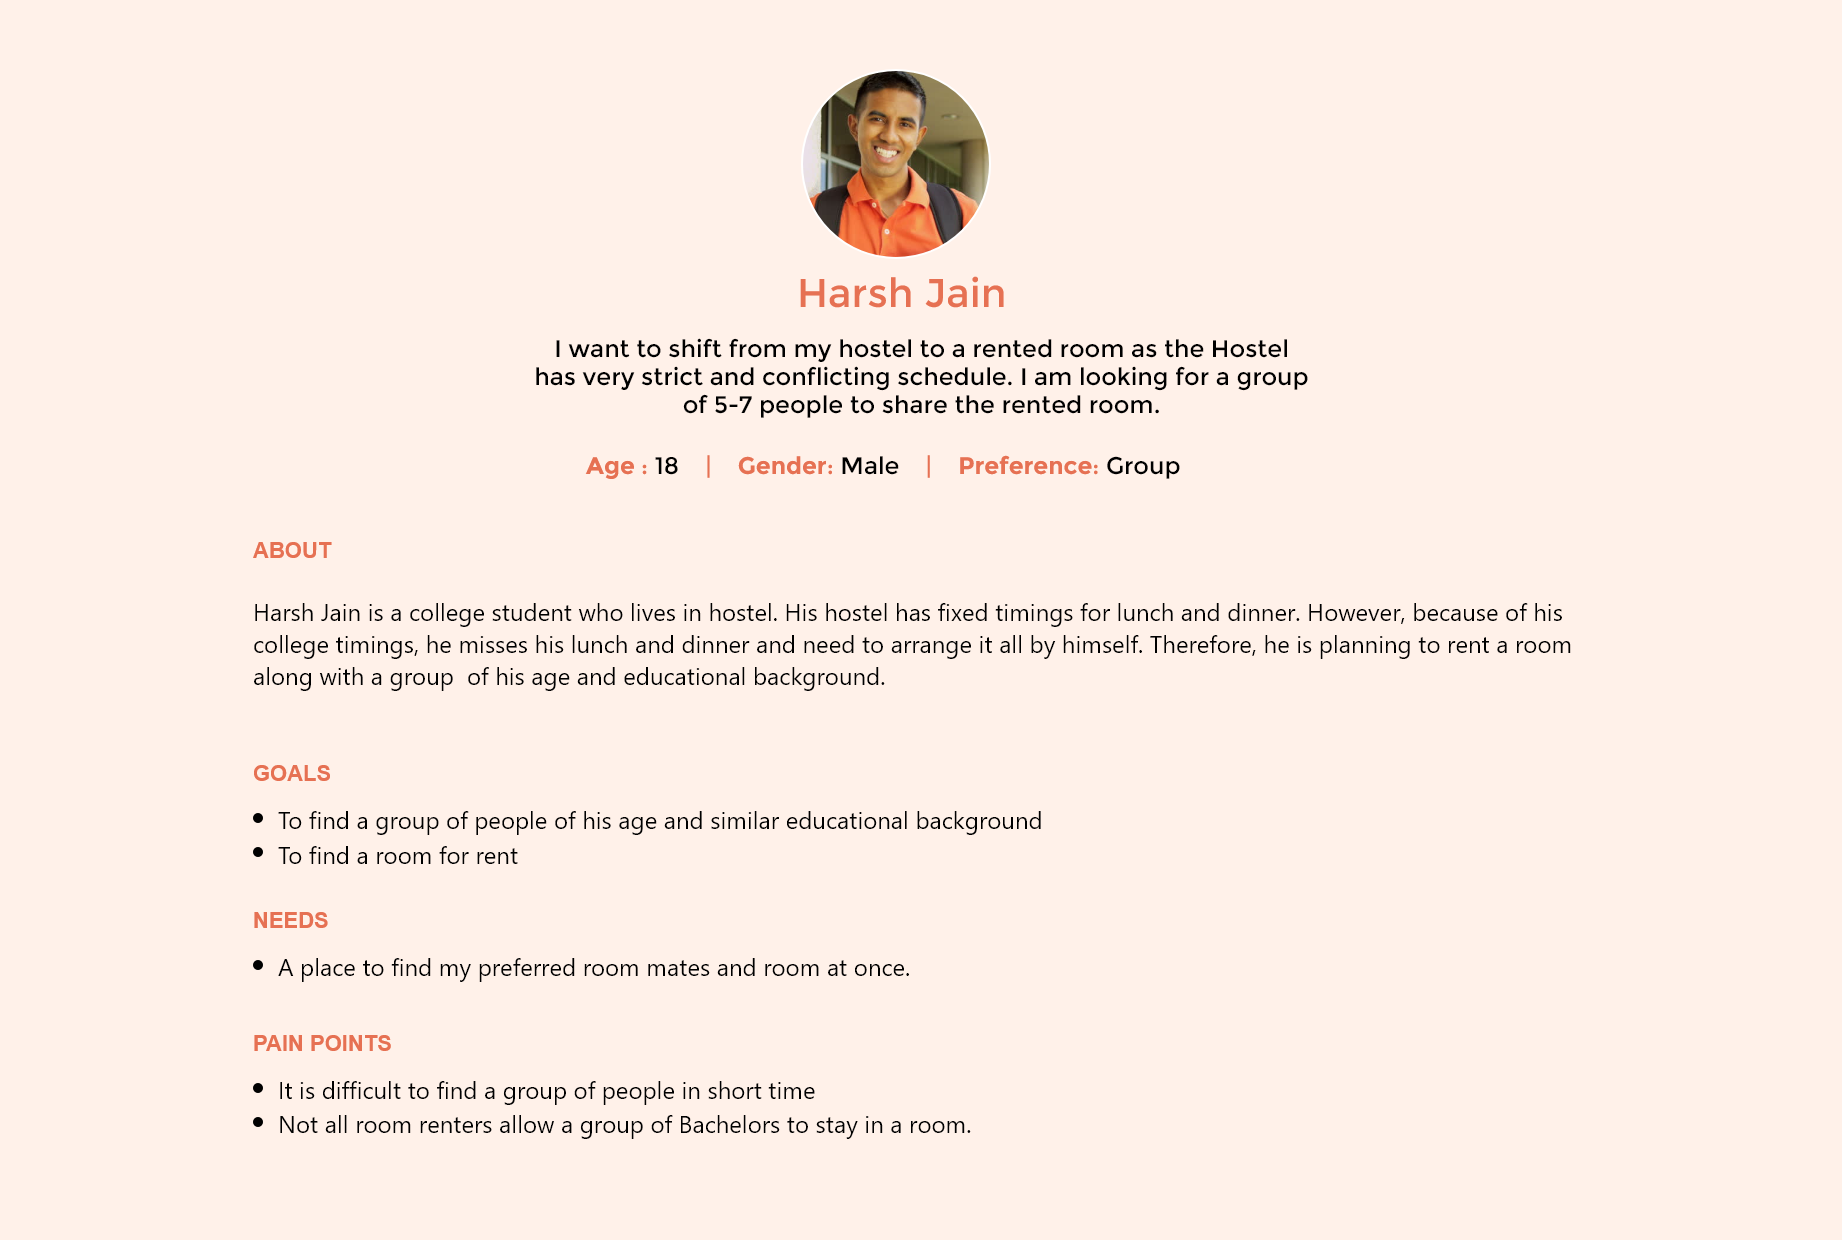 Harsh Jain
I want to shift from my hostel to a rented room as the Hostel
has very strict and conflicting schedule. I am looking for a group
of 5-7 people to share the rented room.
Age : 18 | Gender: Male | Preference: Group
ABOUT
Harsh Jain is a college student who lives in hostel. His hostel has fixed timings for lunch and dinner. However, because of his
college timings, he misses his lunch and dinner and need to arrange it all by himself. Therefore, he is planning to rent a room
along with a group  of his age and educational background.
GOALS
• To find a group of people of his age and similar educational background
• To find a room for rent
NEEDS
• A place to find my preferred room mates and room at once.
PAIN POINTS
• It is difficult to find a group of people in short time
• Not all room renters allow a group of Bachelors to stay in a room.